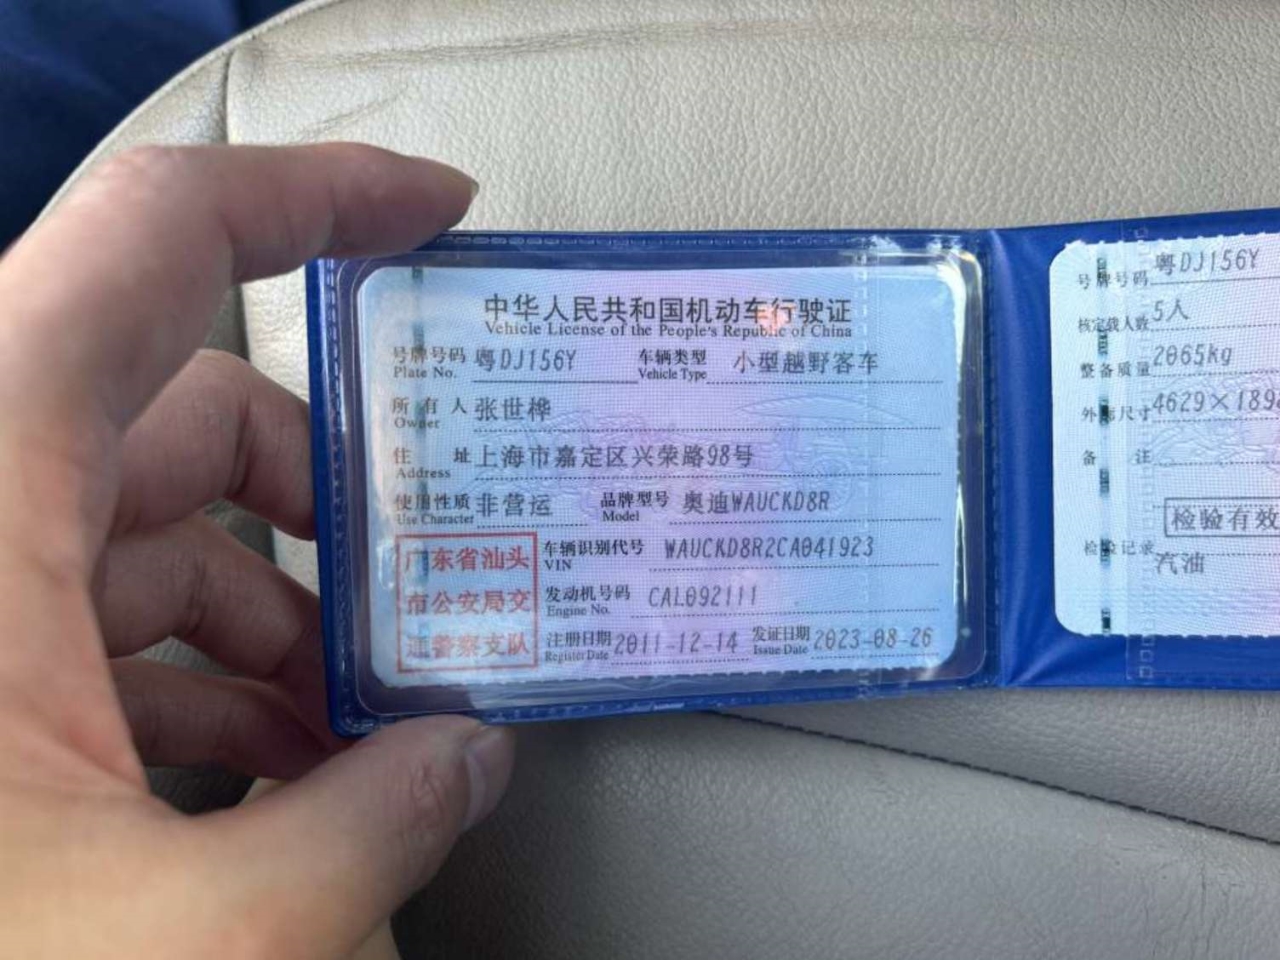 中华人民共和国机动车行驶证
Vehicle License of the People's Republic of China
号牌号码 粤DJ156Y 车辆类型 小型越野客车
Plate No. Vehicle Type
所有人 张世桦
Owner
住址 上海市嘉定区兴荣路98号
Address
使用性质 非营运 品牌型号 奥迪WAUCKD8R
Use Character Model
广东省汕头
市公安局交
通警察支队
车辆识别代号 WAUCKD8R2CA041923
VIN
发动机号码 CAL092111
Engine No.
注册日期 2011-12-14 发证日期 2023-08-26
Register Date Issue Date
号牌号码 粤DJ156Y
核定载人数 5人
整备质量 2065kg
外廓尺寸 4629×189
备注
检验有效
检验记录
汽油